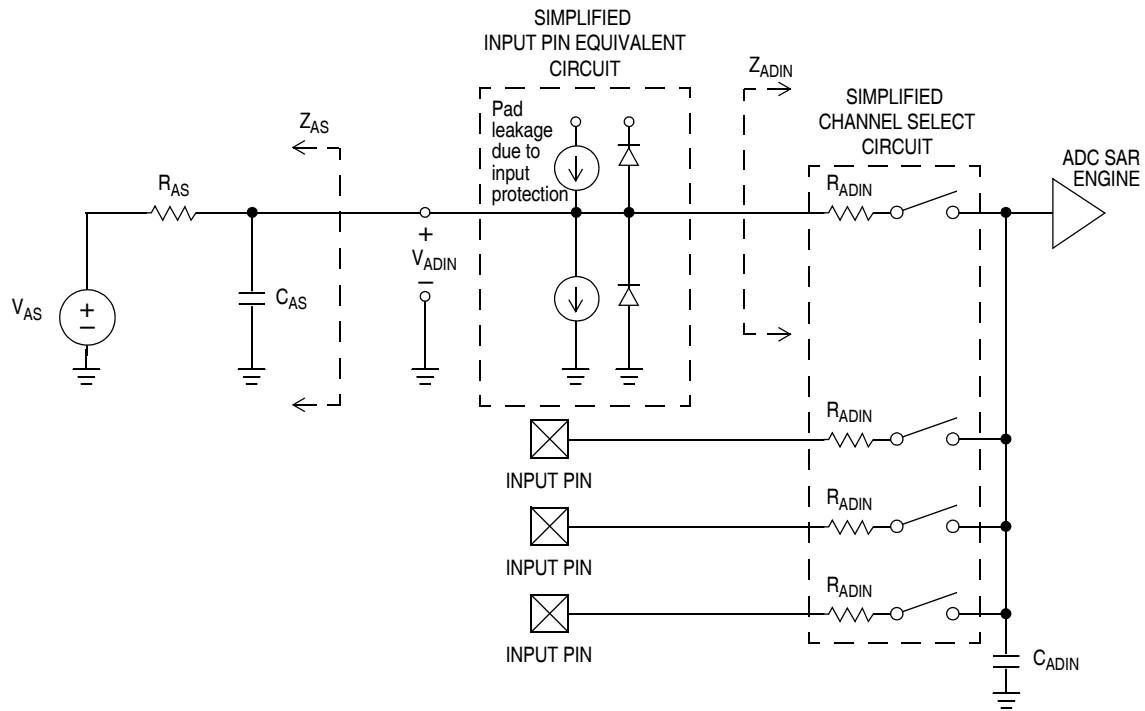 SIMPLIFIED
INPUT PIN EQUIVALENT
CIRCUIT
Pad
leakage
due to
input
protection
ZAS
RAS
VAS
+
−
CAS
+
VADIN
−
ZADIN
SIMPLIFIED
CHANNEL SELECT
CIRCUIT
RADIN
ADC SAR
ENGINE
RADIN
INPUT PIN
RADIN
INPUT PIN
RADIN
INPUT PIN
CADIN